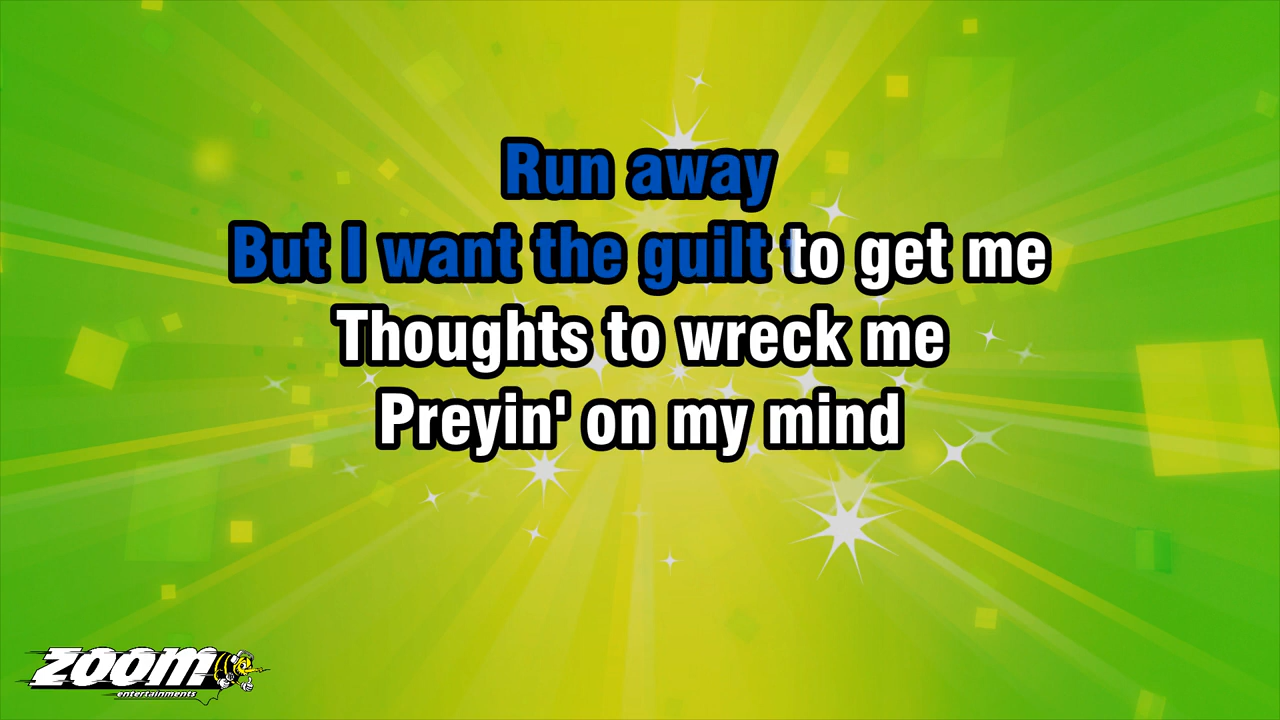 Run away
But I want the guilt to get me
Thoughts to wreck me
Preyin' on my mind
ZOOM
entertainments